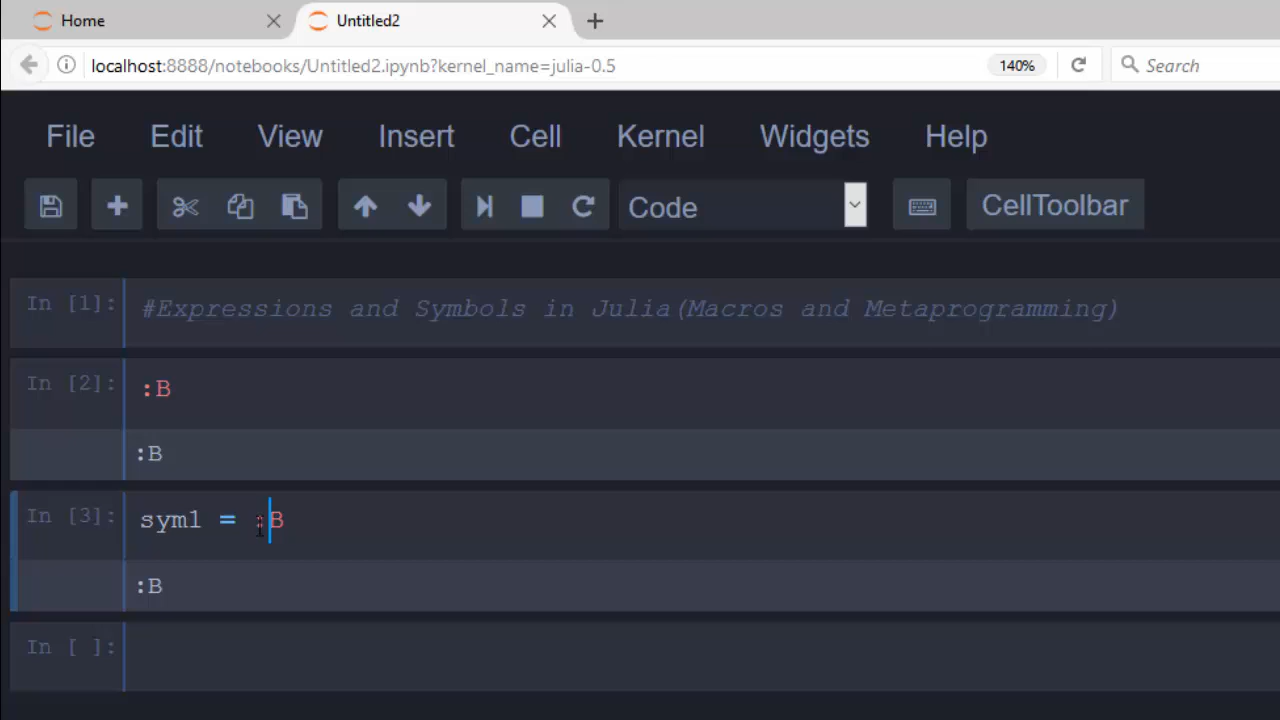 Home Untitled2
localhost:8888/notebooks/Untitled2.ipynb?kernel_name=julia-0.5 140% Search
File Edit View Insert Cell Kernel Widgets Help
Code CellToolbar
In [1]: #Expressions and Symbols in Julia(Macros and Metaprogramming)
In [2]: :B
:B
In [3]: sym1 = :B
:B
In [ ]: